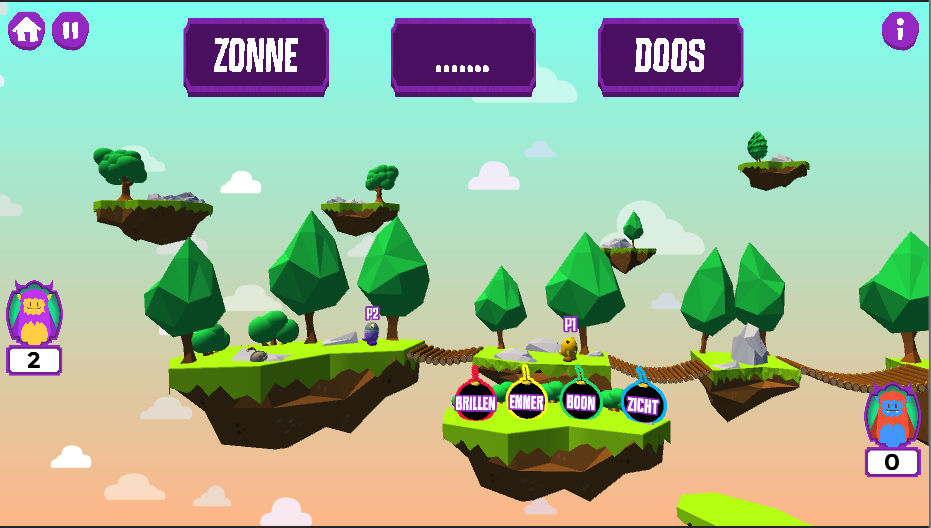 ZONNE
.......
DOOS
P2
P1
2
BRILLEN
EMMER
BOON
ZICHT
0